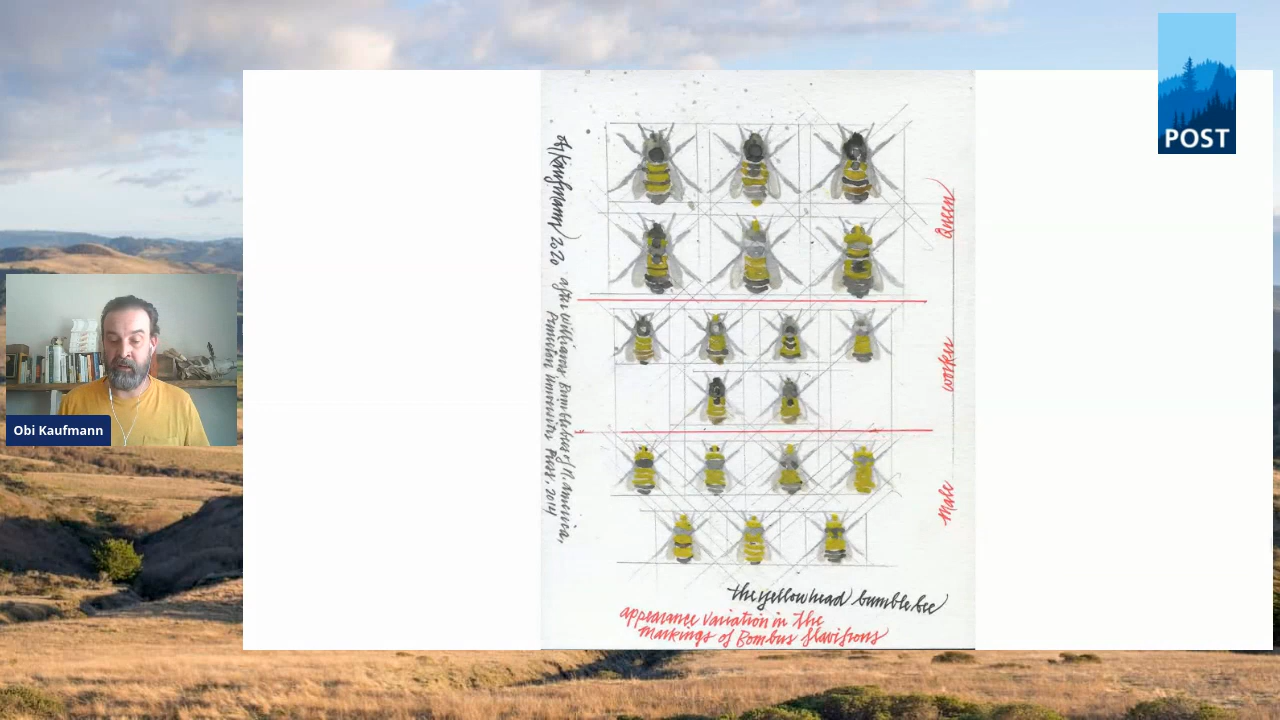 POST
Obi Kaufmann
obi kaufmann 2020 after Williams Bumblebees of N. America,
Princeton University Press, 2014
Queen
worker
male
the yellowhead bumblebee
appearance variation in the
markings of Bombus flavifrons